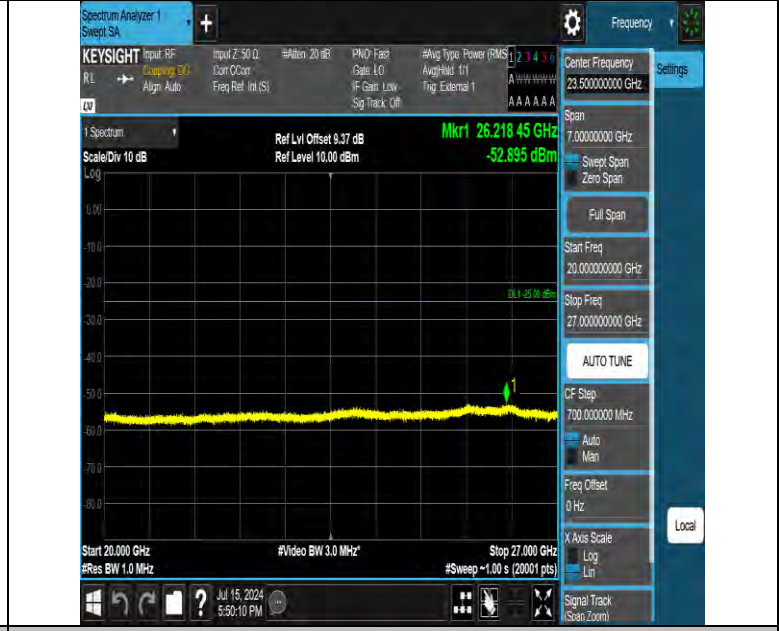 Spectrum Analyzer 1
Swept SA
+
Frequency
KEYSIGHT
RL
LXI
Input: RF
Coupling: DC
Align: Auto
Input Z: 50 Ω
Corr CCorr
Freq Ref: Int (S)
#Atten: 20 dB
PNO: Fast
Gate: LO
IF Gain: Low
Sig Track: Off
#Avg Type: Power (RMS
Avg|Hold: 1/1
Trig: External 1
1 2 3 4 5 6
A W W W W W
A A A A A A
1 Spectrum
Scale/Div 10 dB
Log
Ref Lvl Offset 9.37 dB
Ref Level 10.00 dBm
Mkr1 26.218 45 GHz
-52.895 dBm
0.00
-10.0
-20.0
-30.0
-40.0
-50.0
-60.0
-70.0
-80.0
DL1 -25.00 dBm
1
Start 20.000 GHz
#Res BW 1.0 MHz
#Video BW 3.0 MHz*
Stop 27.000 GHz
#Sweep ~1.00 s (20001 pts)
Center Frequency
23.500000000 GHz
Span
7.00000000 GHz
Swept Span
Zero Span
Full Span
Start Freq
20.000000000 GHz
Stop Freq
27.000000000 GHz
AUTO TUNE
CF Step
700.000000 MHz
Auto
Man
Freq Offset
0 Hz
X Axis Scale
Log
Lin
Signal Track
(Span Zoom)
Settings
Local
?
Jul 15, 2024
5:50:10 PM